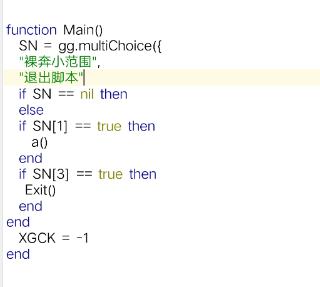 function Main()
SN = gg.multiChoice({
"裸奔小范围",
"退出脚本"
if SN == nil then
else
if SN[1] == true then
a()
end
if SN[3] == true then
Exit()
end
end
XGCK = -1
end